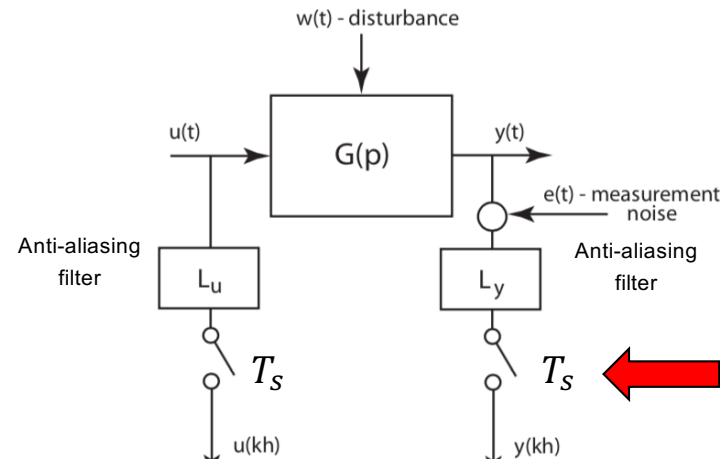 w(t) - disturbance
u(t)
G(p)
y(t)
e(t) - measurement
noise
Anti-aliasing
filter
Lu
Ly
Anti-aliasing
filter
Ts
Ts
u(kh)
y(kh)